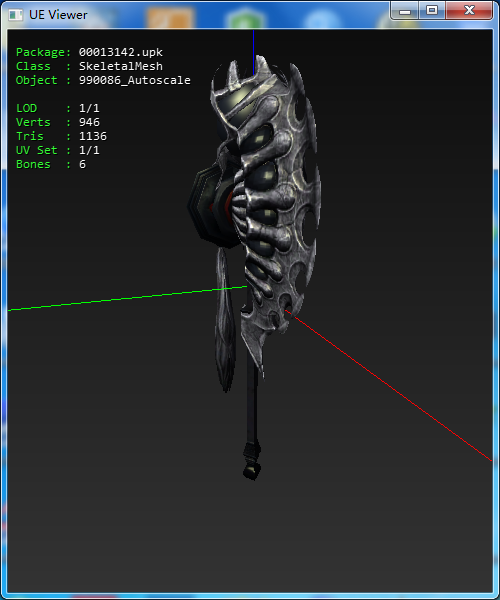 UE Viewer
Package: 00013142.upk
Class : SkeletalMesh
Object : 990086_Autoscale
LOD : 1/1
Verts : 946
Tris : 1136
UV Set : 1/1
Bones : 6